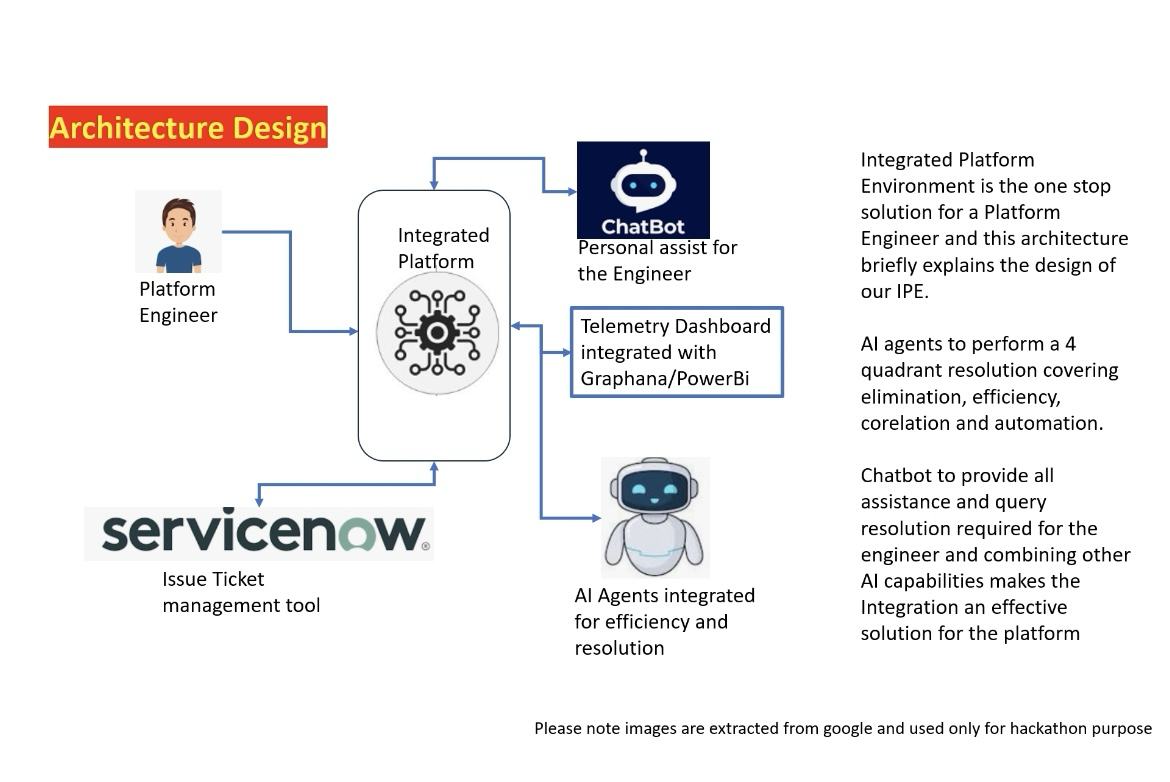 Architecture Design
Platform
Engineer
Integrated
Platform
ChatBot
Personal assist for
the Engineer
Telemetry Dashboard
integrated with
Graphana/PowerBi
servicenow®
Issue Ticket
management tool
AI Agents integrated
for efficiency and
resolution
Integrated Platform
Environment is the one stop
solution for a Platform
Engineer and this architecture
briefly explains the design of
our IPE.
AI agents to perform a 4
quadrant resolution covering
elimination, efficiency,
corelation and automation.
Chatbot to provide all
assistance and query
resolution required for the
engineer and combining other
AI capabilities makes the
Integration an effective
solution for the platform
Please note images are extracted from google and used only for hackathon purpose